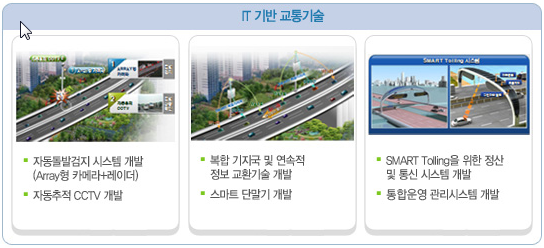 IT 기반 교통기술
SMART Tolling 시스템
자동돌발검지 시스템 개발
(Array형 카메라+레이더)
자동추적 CCTV 개발
복합 기지국 및 연속적
정보 교환기술 개발
스마트 단말기 개발
SMART Tolling을 위한 정산
및 통신 시스템 개발
통합운영 관리시스템 개발